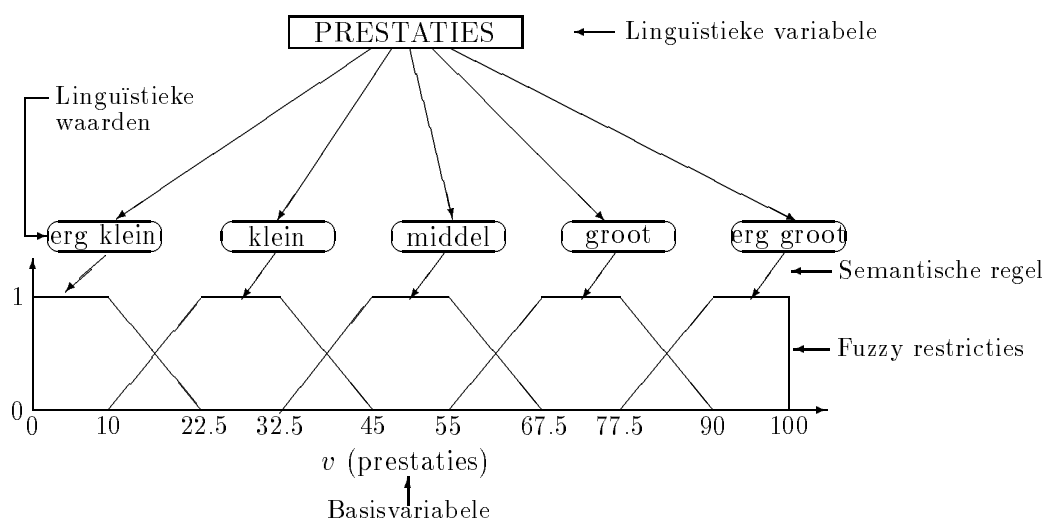 PRESTATIES
Linguïstieke variabele
Linguïstieke
waarden
erg klein
klein
middel
groot
erg groot
Semantische regel
1
Fuzzy restricties
0
0 10 22.5 32.5 45 55 67.5 77.5 90 100
v (prestaties)
Basisvariabele